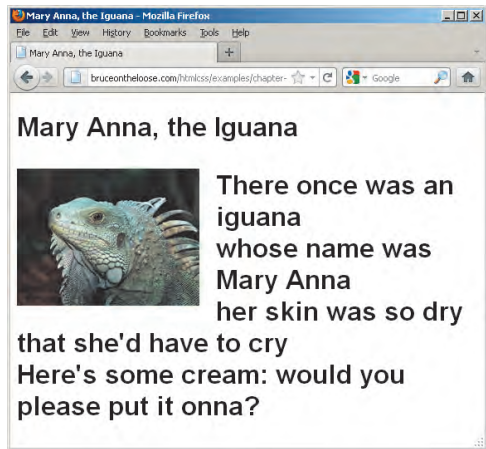 Mary Anna, the Iguana - Mozilla Firefox
File Edit View History Bookmarks Tools Help
Mary Anna, the Iguana
bruceontheloose.com/htmlcss/examples/chapter-
Google
Mary Anna, the Iguana
There once was an
iguana
whose name was
Mary Anna
her skin was so dry
that she'd have to cry
Here's some cream: would you
please put it onna?